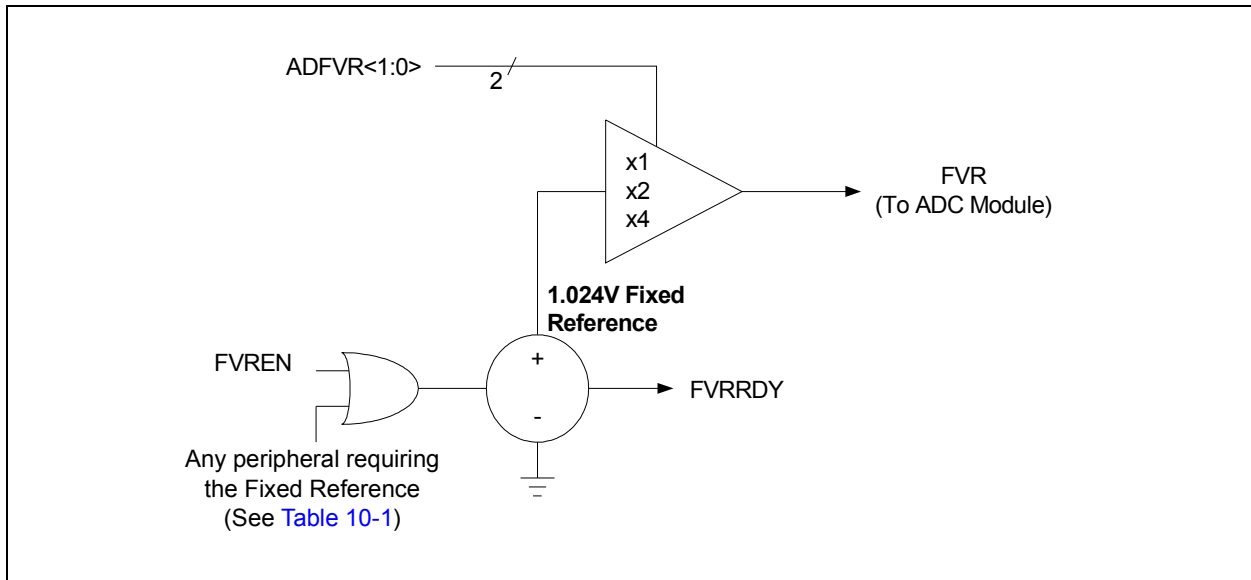 ADFVR<1:0>
2
x1
x2
x4
FVR
(To ADC Module)
1.024V Fixed
Reference
+
-
FVREN
FVRRDY
Any peripheral requiring
the Fixed Reference
(See Table 10-1)